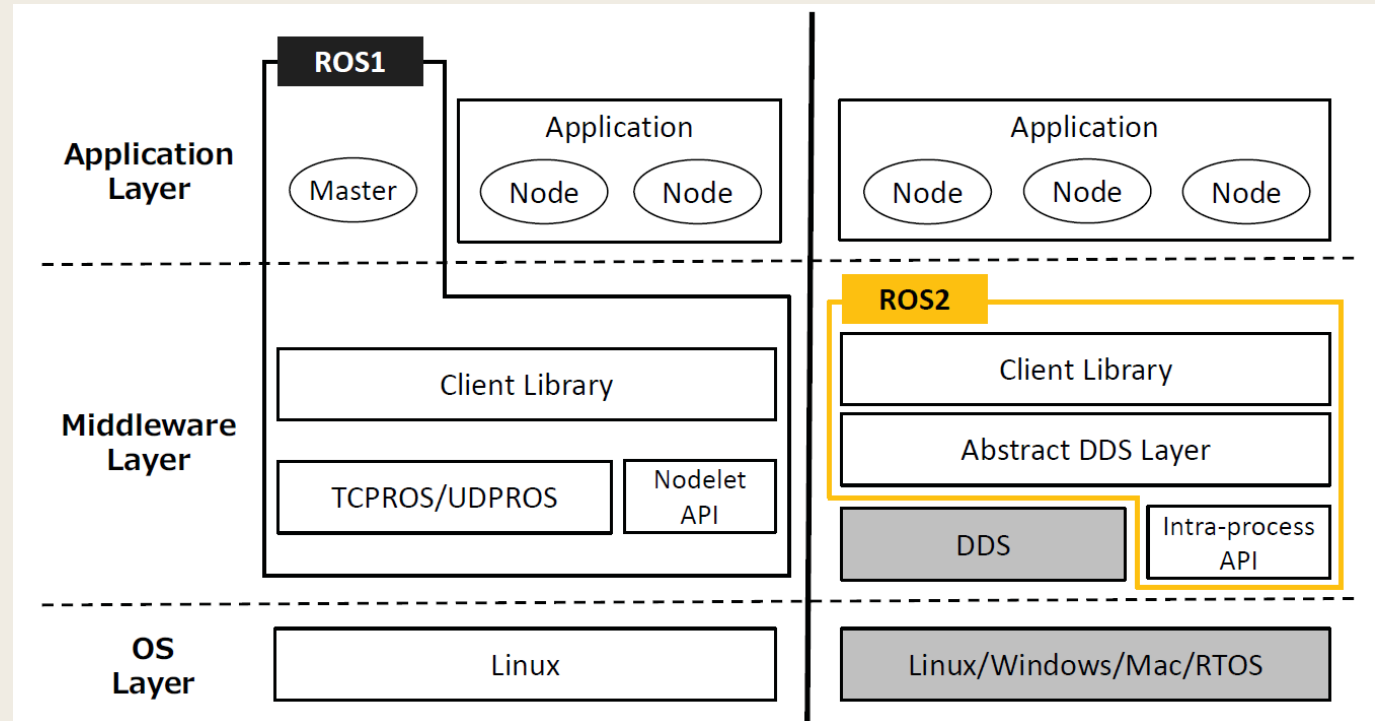 ROS1
Application
Layer
Master
Application
Node
Node
Application
Node
Node
Node
Middleware
Layer
Client Library
TCPROS/UDPROS
Nodelet
API
ROS2
Client Library
Abstract DDS Layer
DDS
Intra-process
API
OS
Layer
Linux
Linux/Windows/Mac/RTOS